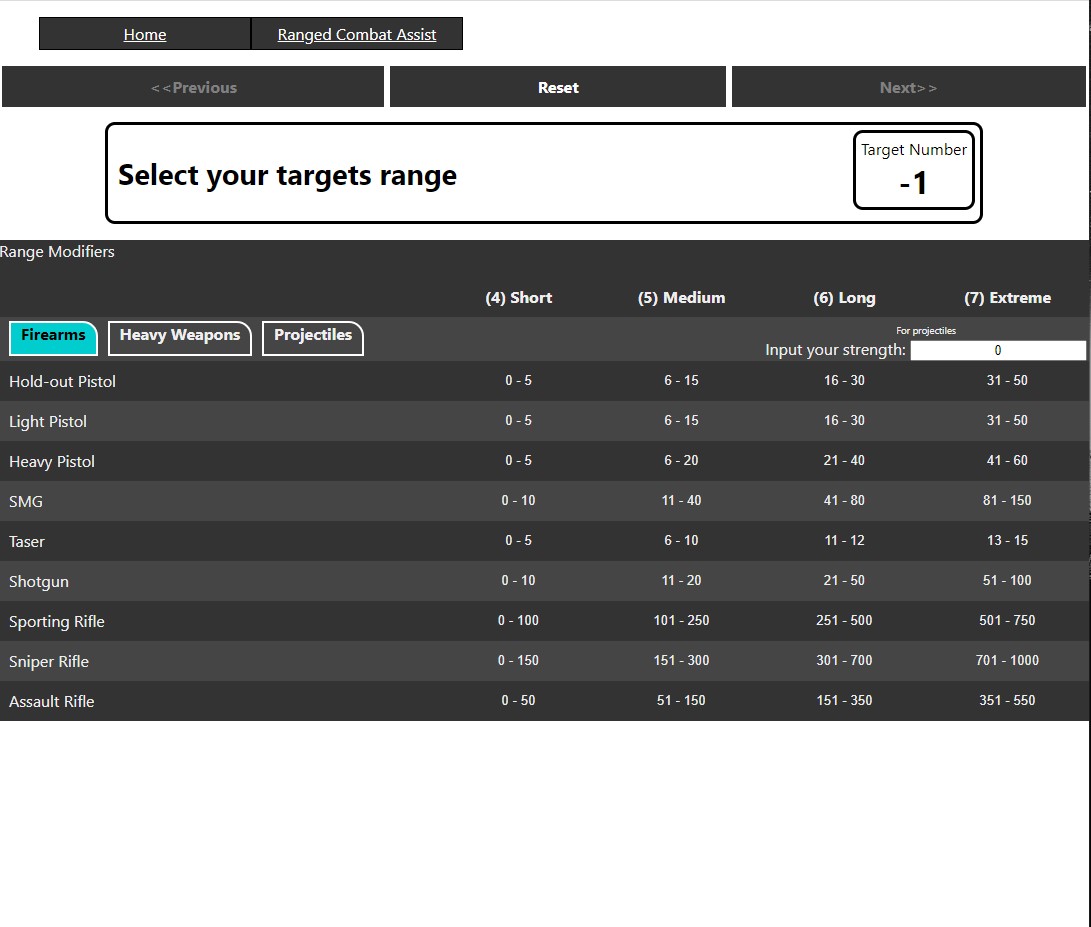 Home Ranged Combat Assist
<<Previous Reset Next>>
Target Number
Select your targets range
-1
Range Modifiers
(4) Short (5) Medium (6) Long (7) Extreme
For projectiles
Firearms Heavy Weapons Projectiles
Input your strength: 0
Hold-out Pistol 0 - 5 6 - 15 16 - 30 31 - 50
Light Pistol 0 - 5 6 - 15 16 - 30 31 - 50
Heavy Pistol 0 - 5 6 - 20 21 - 40 41 - 60
SMG 0 - 10 11 - 40 41 - 80 81 - 150
Taser 0 - 5 6 - 10 11 - 12 13 - 15
Shotgun 0 - 10 11 - 20 21 - 50 51 - 100
Sporting Rifle 0 - 100 101 - 250 251 - 500 501 - 750
Sniper Rifle 0 - 150 151 - 300 301 - 700 701 - 1000
Assault Rifle 0 - 50 51 - 150 151 - 350 351 - 550